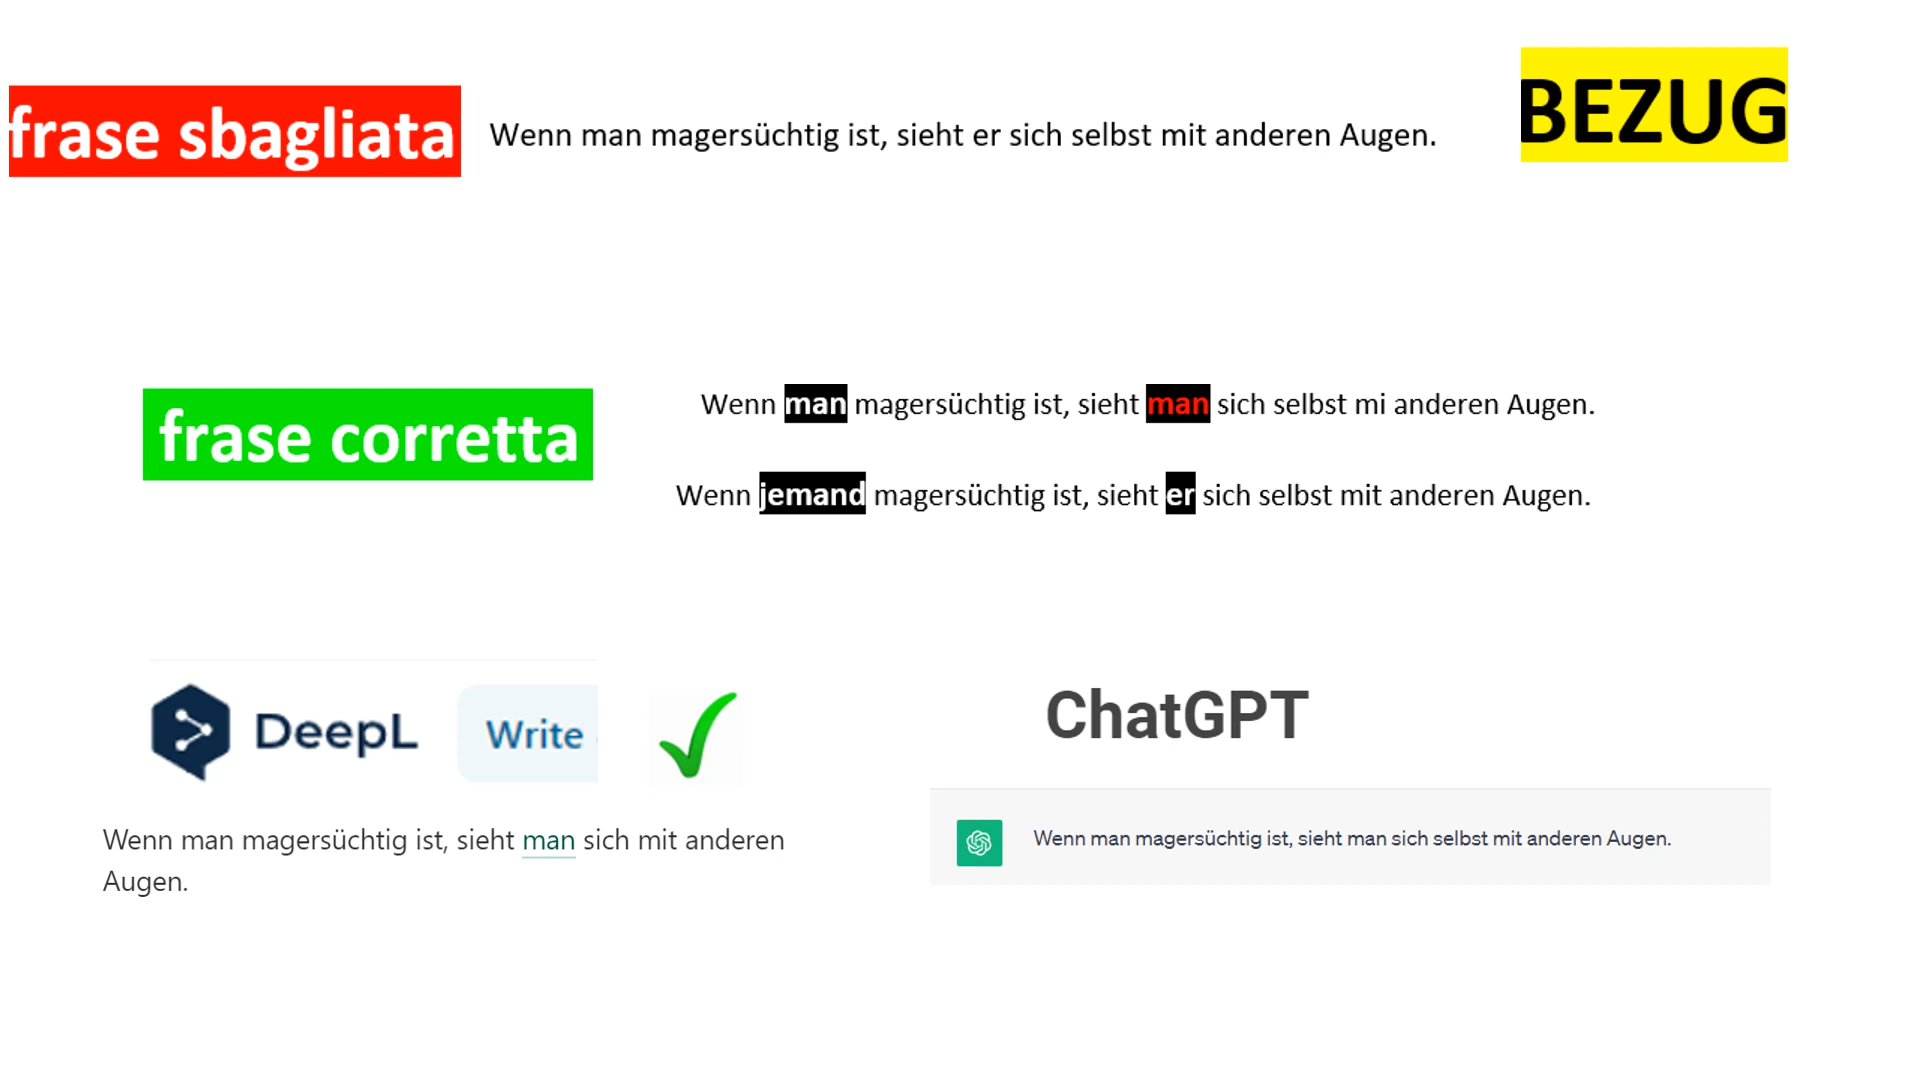 frase sbagliata
Wenn man magersüchtig ist, sieht er sich selbst mit anderen Augen.
BEZUG
frase corretta
Wenn man magersüchtig ist, sieht man sich selbst mi anderen Augen.
Wenn jemand magersüchtig ist, sieht er sich selbst mit anderen Augen.
DeepL Write
ChatGPT
Wenn man magersüchtig ist, sieht man sich mit anderen
Augen.
Wenn man magersüchtig ist, sieht man sich selbst mit anderen Augen.